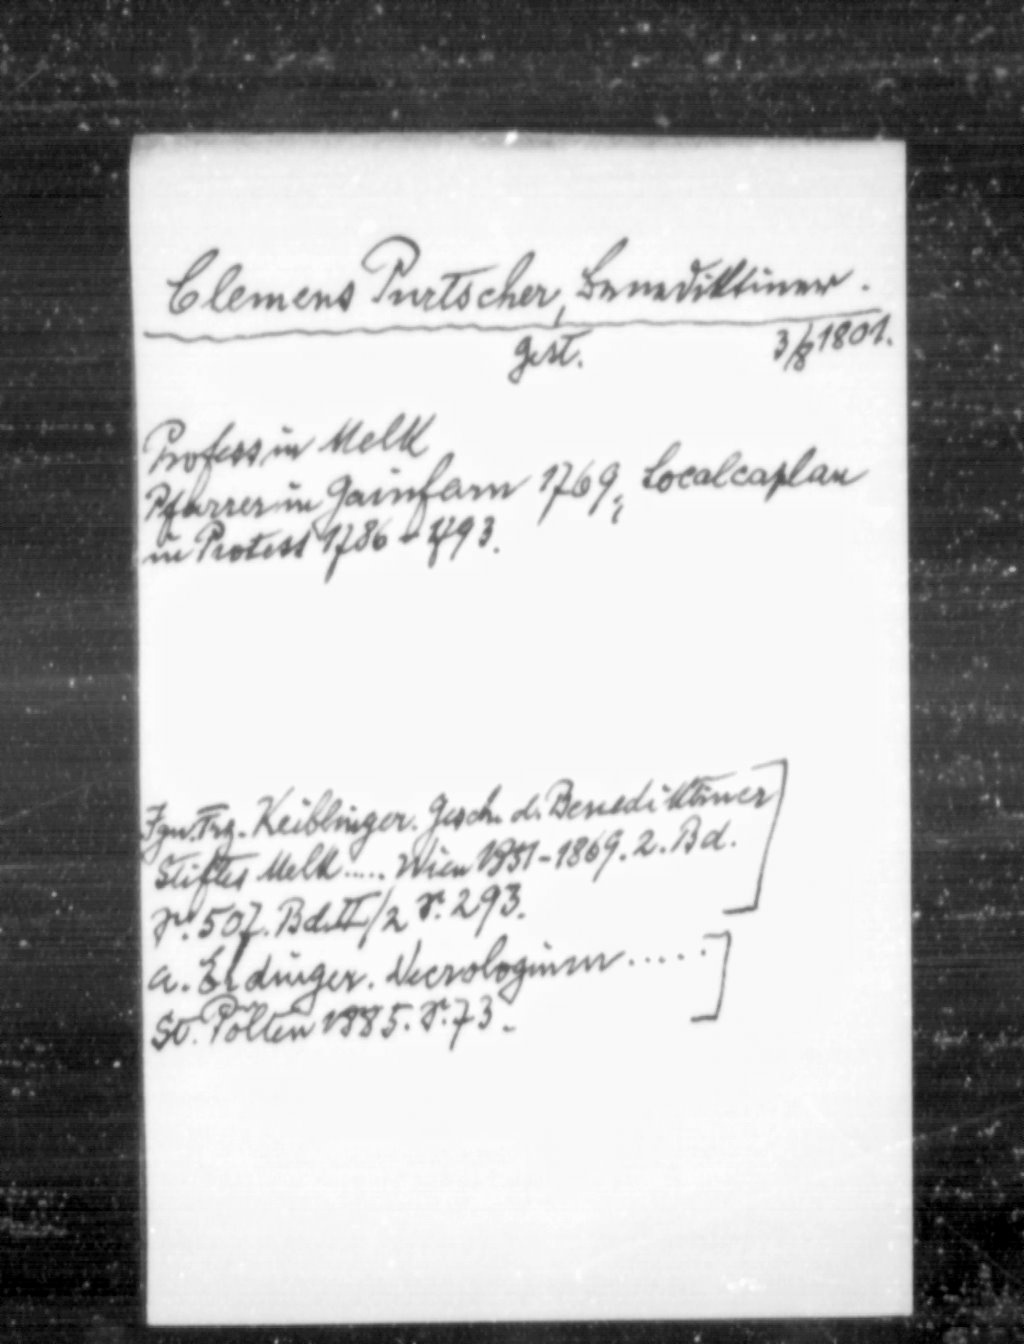 Clemens Purtscher, Benediktiner.
gest. 3/8 1801.
Profess in Melk
Pfarrer in Gainfarn 1769, Localcaplan
in Protess 1786 - 1793.
Ign. Frz. Keiblinger. Gesch. d. Benediktiner
Stiftes Melk ..... Wien 1851-1869. 2. Bd.
S. 507. Bd. II/2 S. 293.
a. Erdinger. Necrologium .....
St. Pölten 1885. S. 73.